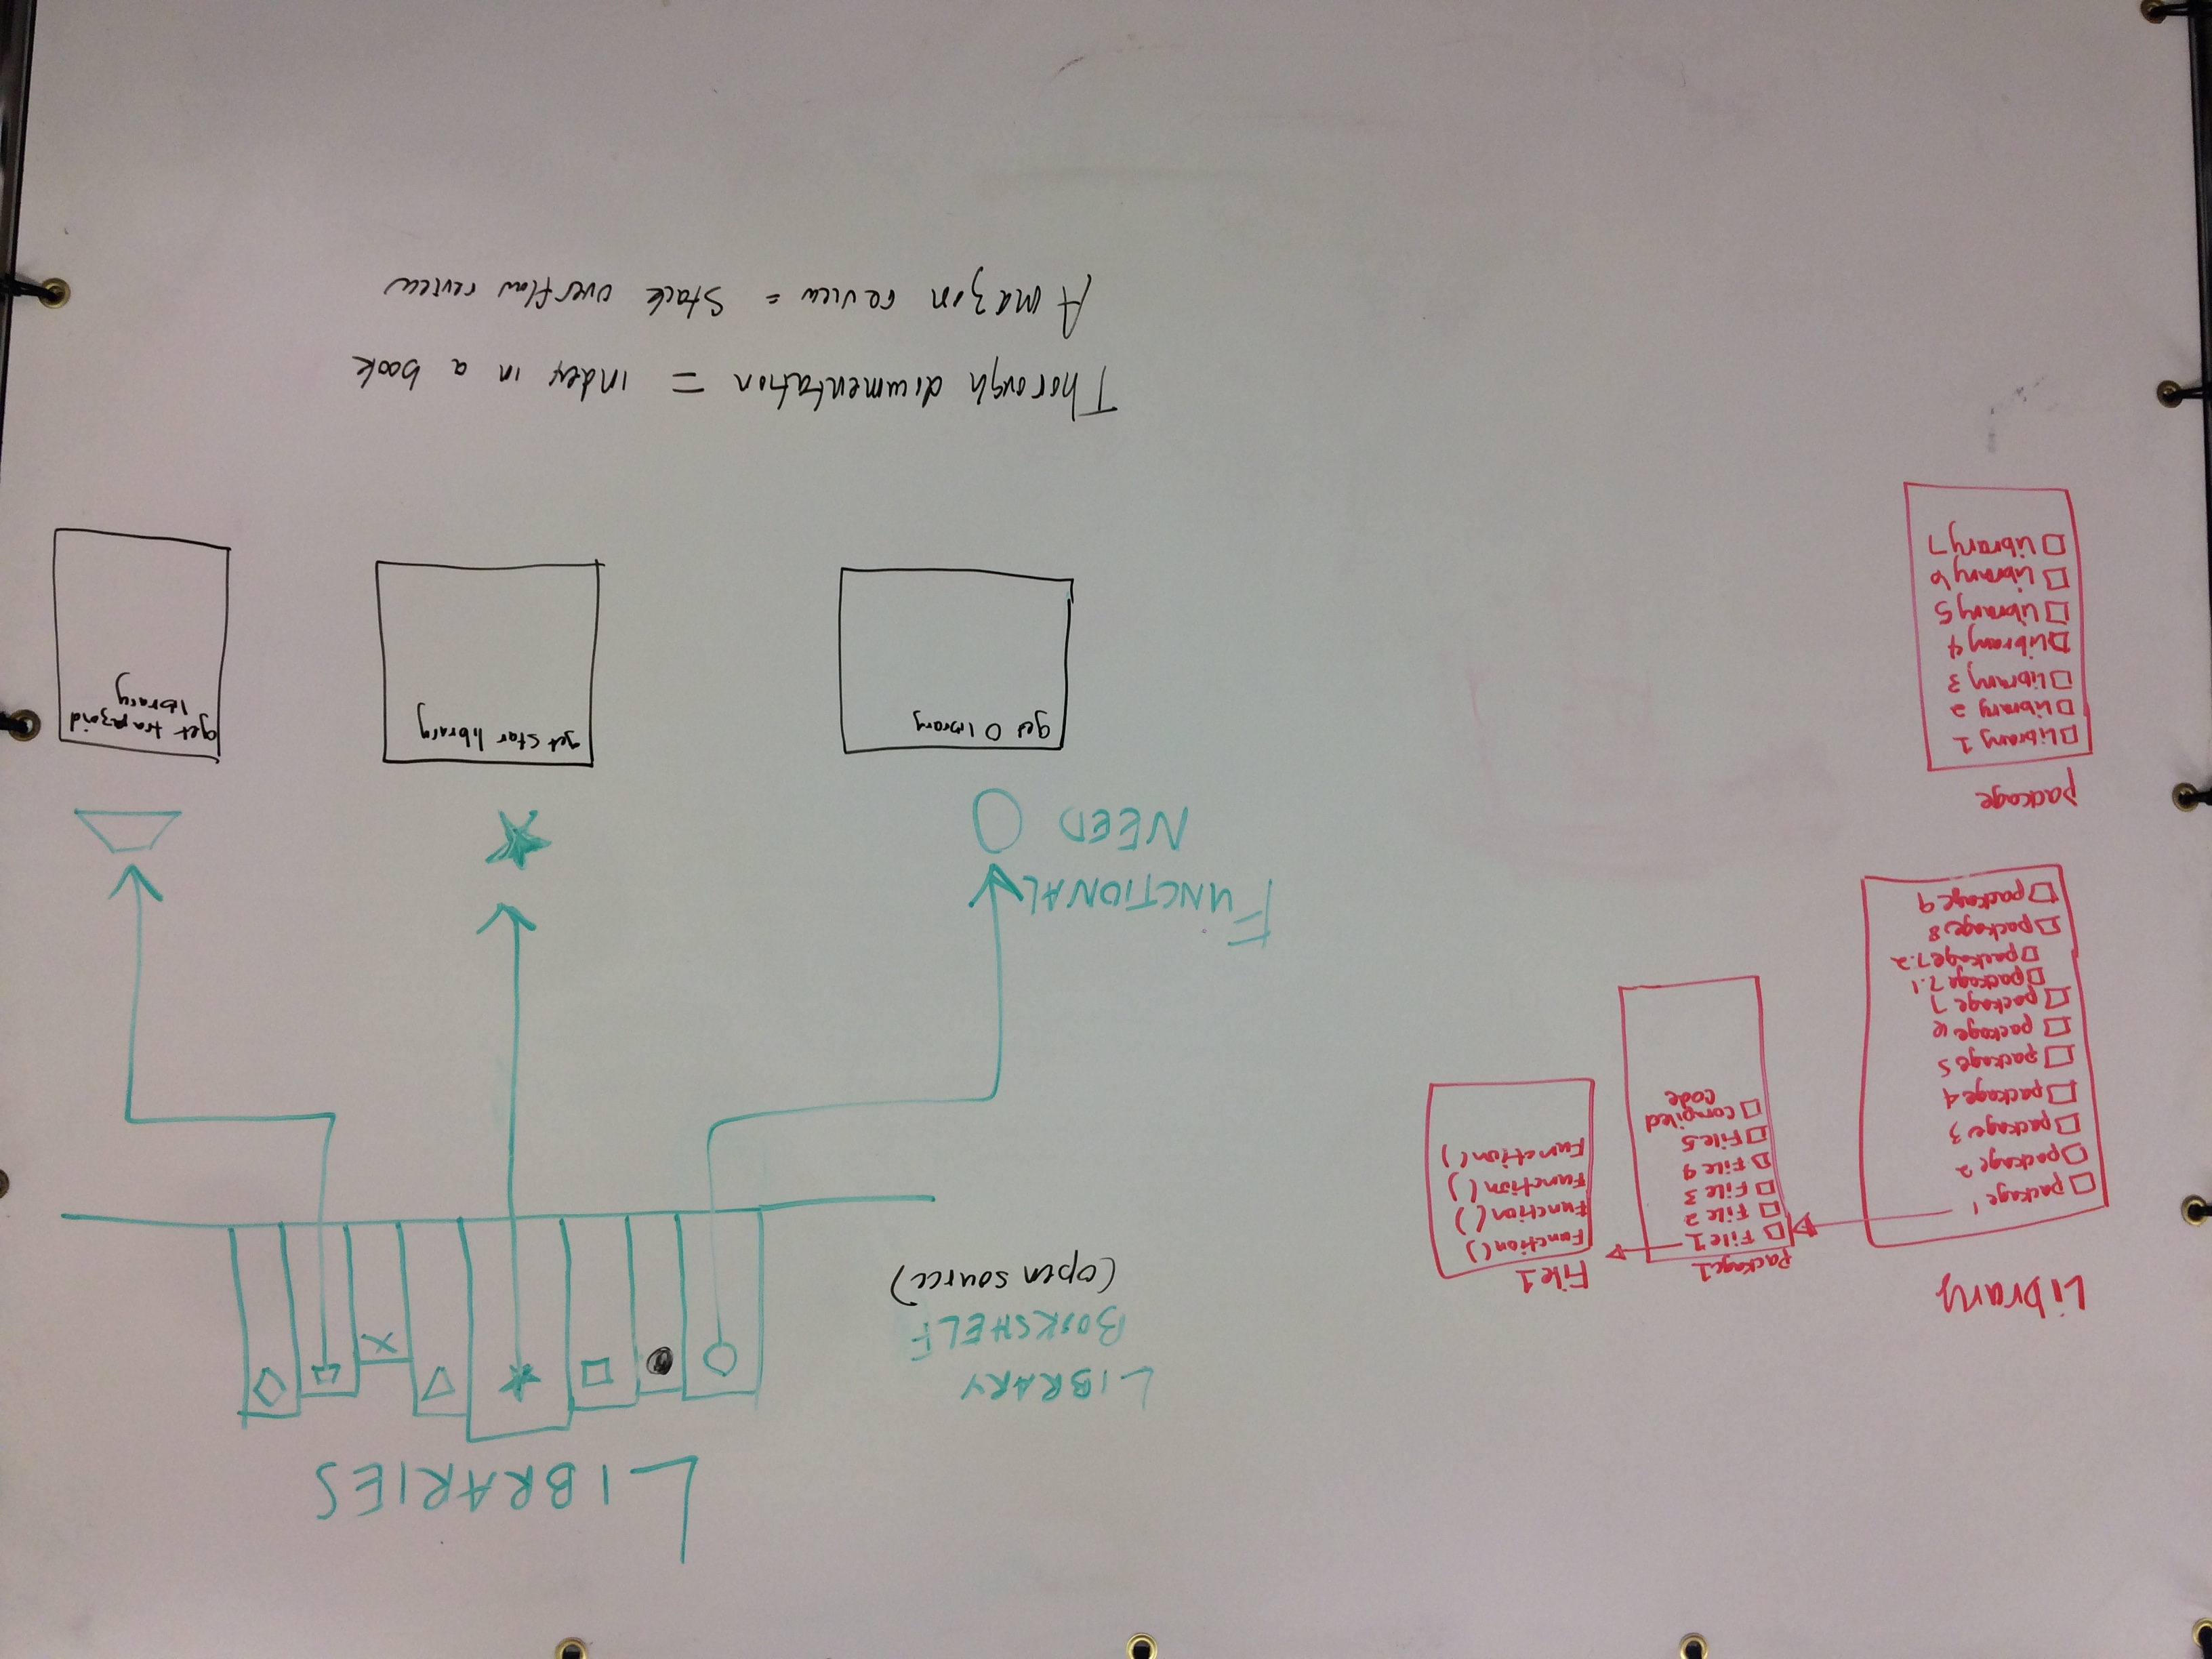 Library
package 1
package 2
package 3
package 4
package 5
package 6
package 7
package 7.1
package 7.2
package 8
package 9
package1
File 1
File 2
File 3
File 4
File 5
Compiled
Code
File 1
Function()
Function()
Function()
Function()
package
Library 1
Library 2
Library 3
Library 4
Library 5
Library 6
Library 7
LIBRARIES
LIBRARY
BOOKSHELF
(open source)
FUNCTIONAL
NEED
get O library
get star library
get trapzoid
library
Thorough documentation = index in a book
Amazon review = Stack overflow review